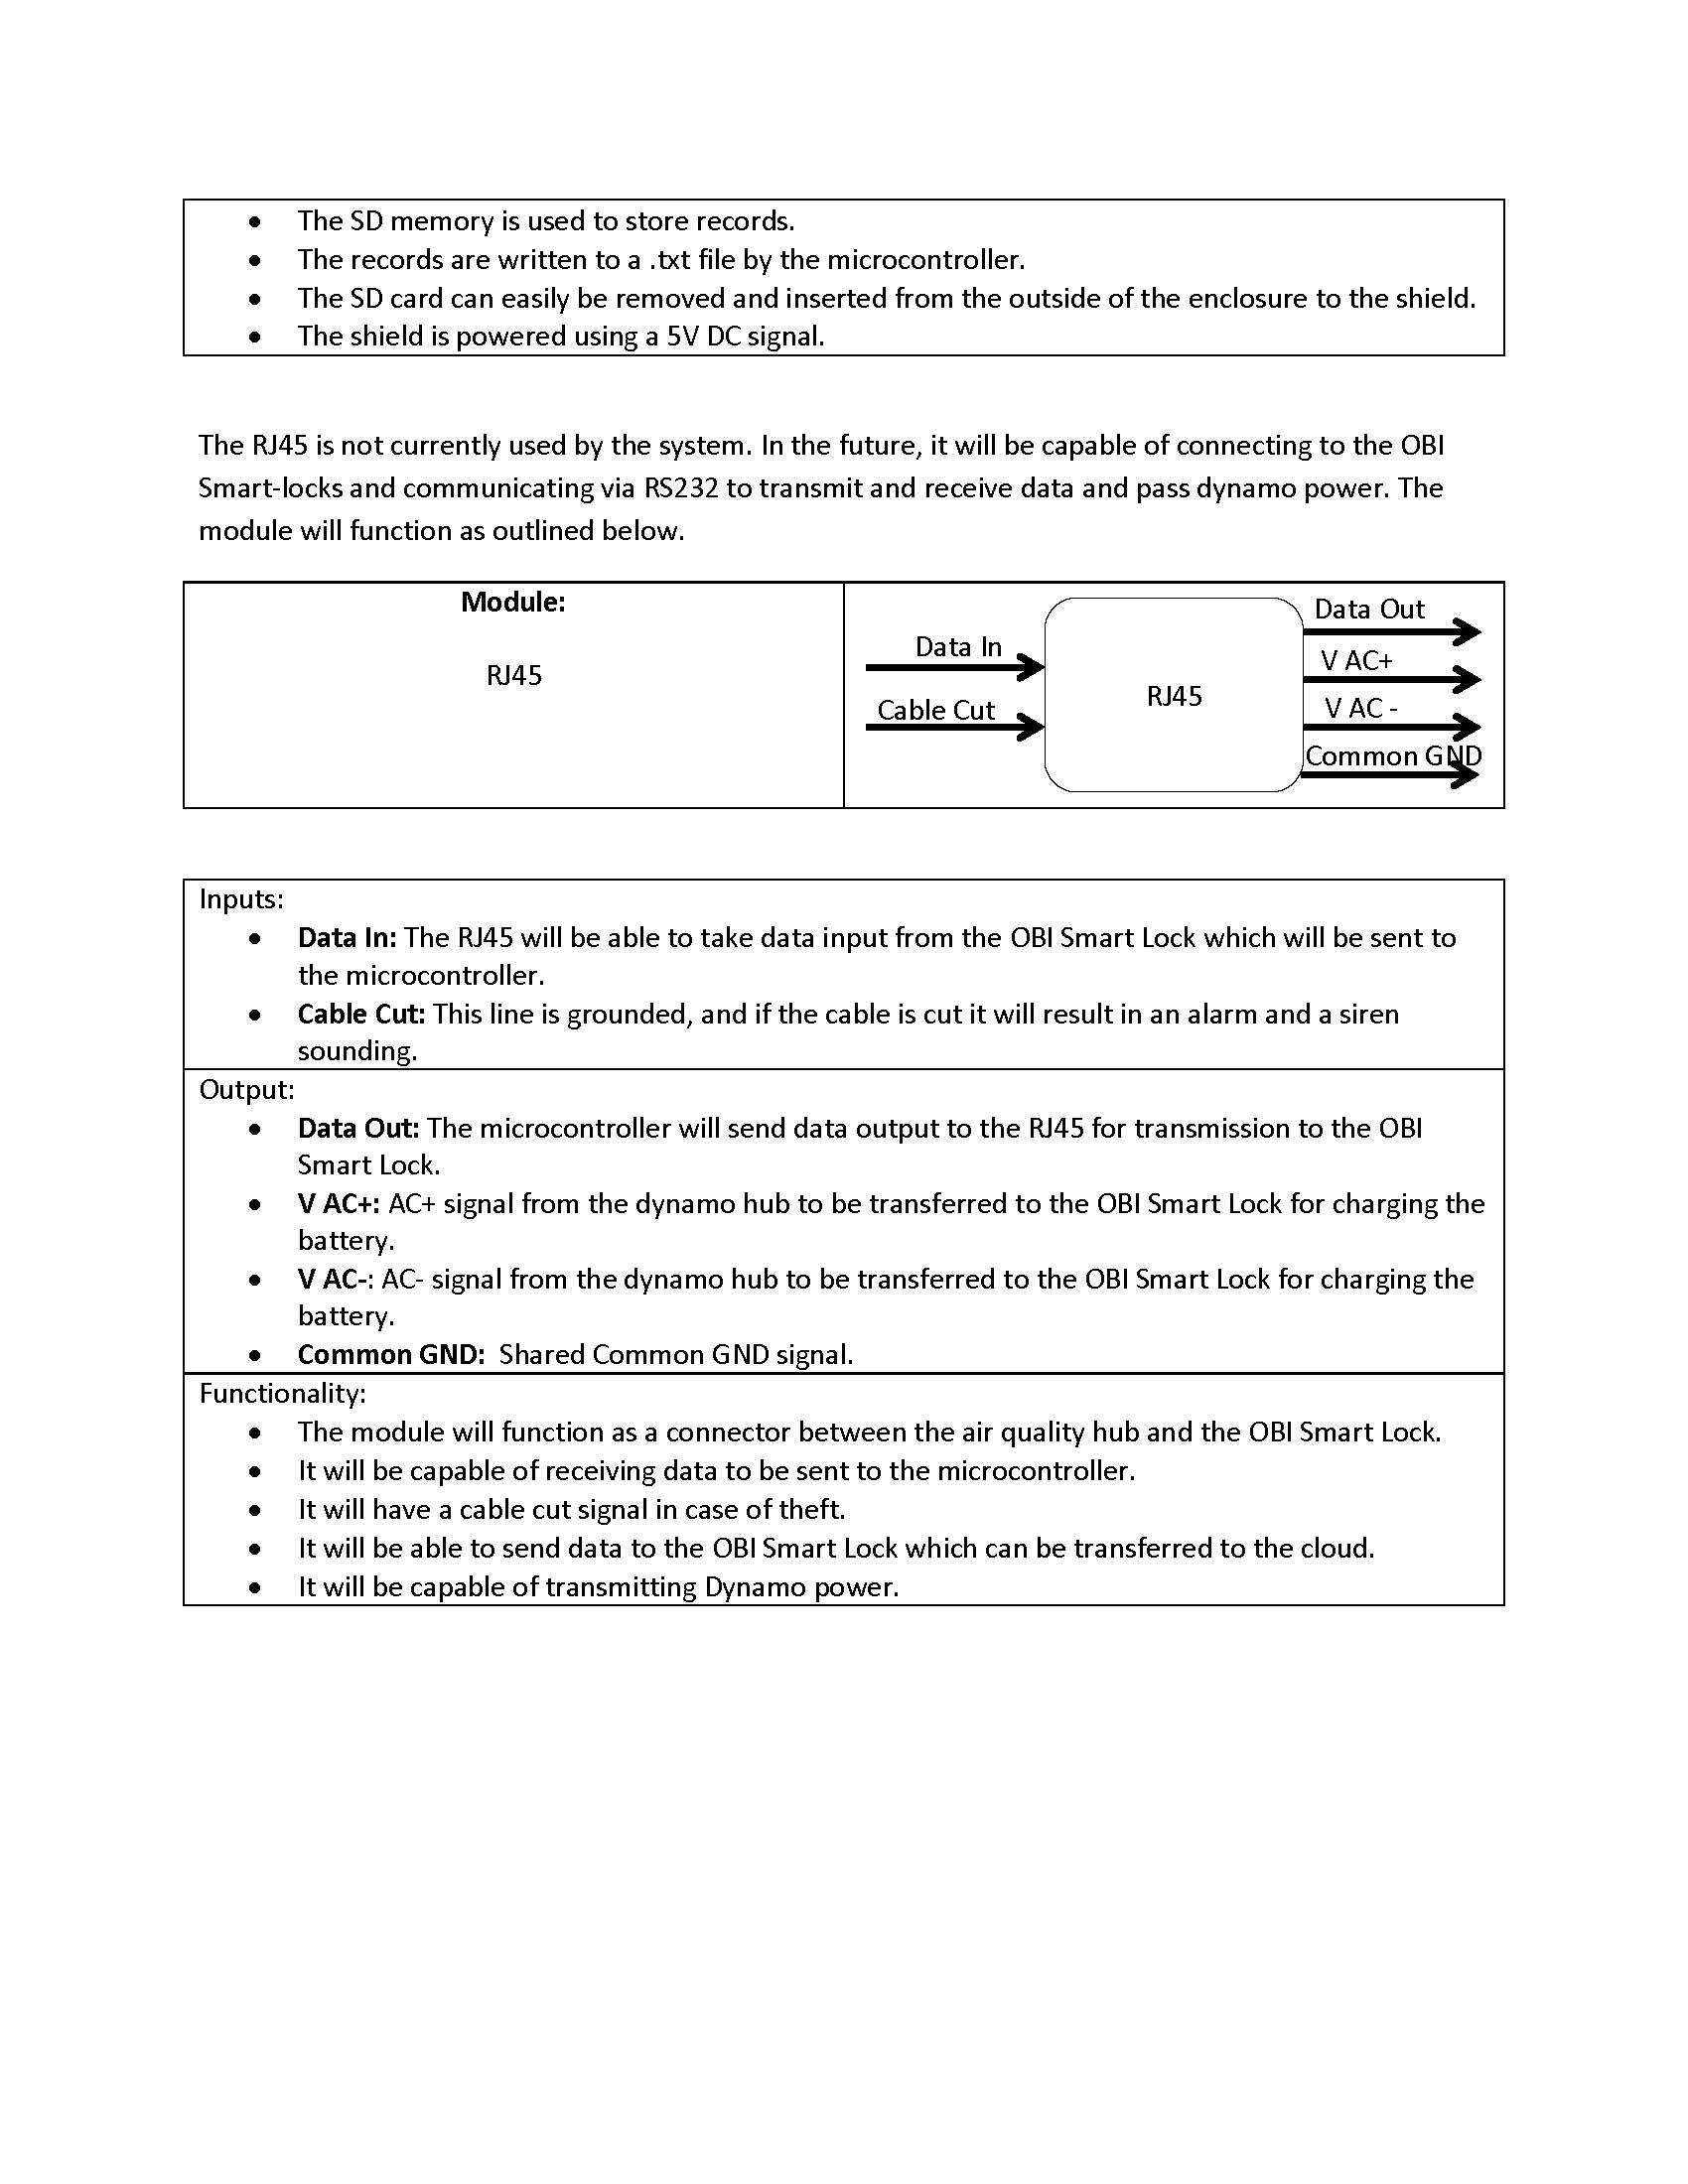 • The SD memory is used to store records.
• The records are written to a .txt file by the microcontroller.
• The SD card can easily be removed and inserted from the outside of the enclosure to the shield.
• The shield is powered using a 5V DC signal.
The RJ45 is not currently used by the system. In the future, it will be capable of connecting to the OBI
Smart-locks and communicating via RS232 to transmit and receive data and pass dynamo power. The
module will function as outlined below.
Module:
RJ45
Data In
Cable Cut
RJ45
Data Out
V AC+
V AC -
Common GND
Inputs:
• Data In: The RJ45 will be able to take data input from the OBI Smart Lock which will be sent to
the microcontroller.
• Cable Cut: This line is grounded, and if the cable is cut it will result in an alarm and a siren
sounding.
Output:
• Data Out: The microcontroller will send data output to the RJ45 for transmission to the OBI
Smart Lock.
• V AC+: AC+ signal from the dynamo hub to be transferred to the OBI Smart Lock for charging the
battery.
• V AC-: AC- signal from the dynamo hub to be transferred to the OBI Smart Lock for charging the
battery.
• Common GND:  Shared Common GND signal.
Functionality:
• The module will function as a connector between the air quality hub and the OBI Smart Lock.
• It will be capable of receiving data to be sent to the microcontroller.
• It will have a cable cut signal in case of theft.
• It will be able to send data to the OBI Smart Lock which can be transferred to the cloud.
• It will be capable of transmitting Dynamo power.